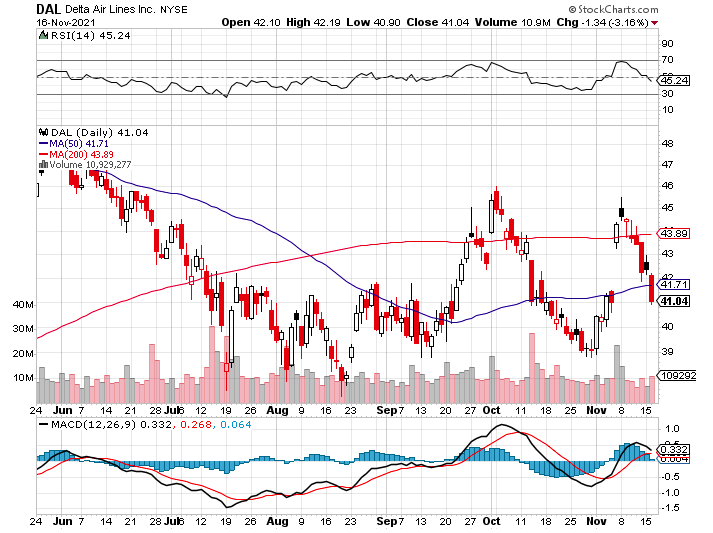 DAL Delta Air Lines Inc. NYSE
© StockCharts.com
16-Nov-2021
Open 42.10 High 42.19 Low 40.90 Close 41.04 Volume 10.9M Chg -1.34 (-3.16%)
RSI(14) 45.24
90
70
45.24
30
10
DAL (Daily) 41.04
MA(50) 41.71
MA(200) 43.89
Volume 10,929,277
48
47
46
45
43.89
43
42
41.71
41.04
40
39
40M
30M
20M
10M
109292
24 Jun 7 14 21 28 Jul 6 12 19 26 Aug 9 16 23 Sep 7 13 20 27 Oct 11 18 25 Nov 8 15
MACD(12,26,9) 0.332, 0.268, 0.064
1.0
0.332
0.064
-0.5
-1.0
-1.5
24 Jun 7 14 21 28 Jul 6 12 19 26 Aug 9 16 23 Sep 7 13 20 27 Oct 11 18 25 Nov 8 15